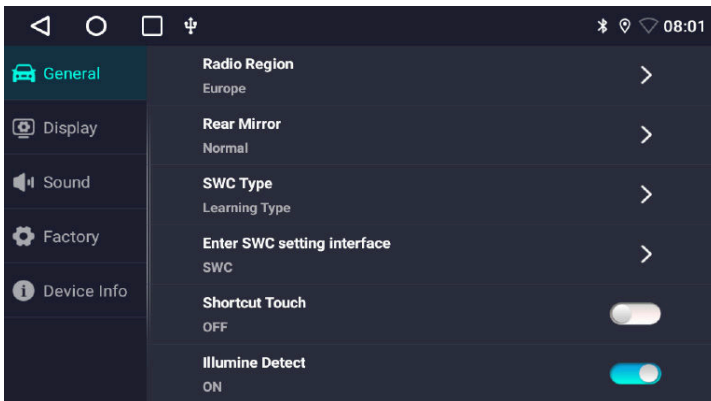 08:01
General
Display
Sound
Factory
Device Info
Radio Region
Europe
Rear Mirror
Normal
SWC Type
Learning Type
Enter SWC setting interface
SWC
Shortcut Touch
OFF
Illumine Detect
ON